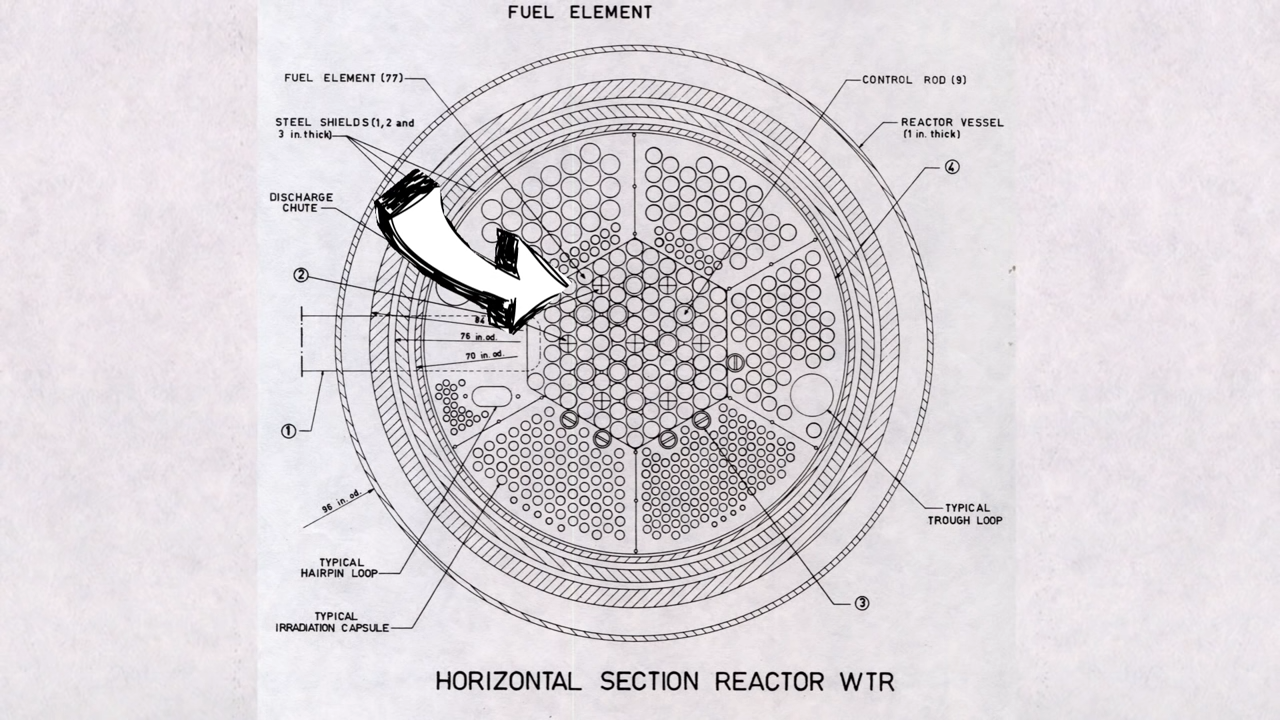 FUEL ELEMENT
FUEL ELEMENT (77)
CONTROL ROD (9)
STEEL SHIELDS (1, 2 and
3 in. thick)
REACTOR VESSEL
(1 in. thick)
④
DISCHARGE
CHUTE
②
84
76 in. od.
70 in. od.
①
96 in. od.
TYPICAL
TROUGH LOOP
TYPICAL
HAIRPIN LOOP
③
TYPICAL
IRRADIATION CAPSULE
HORIZONTAL SECTION REACTOR WTR